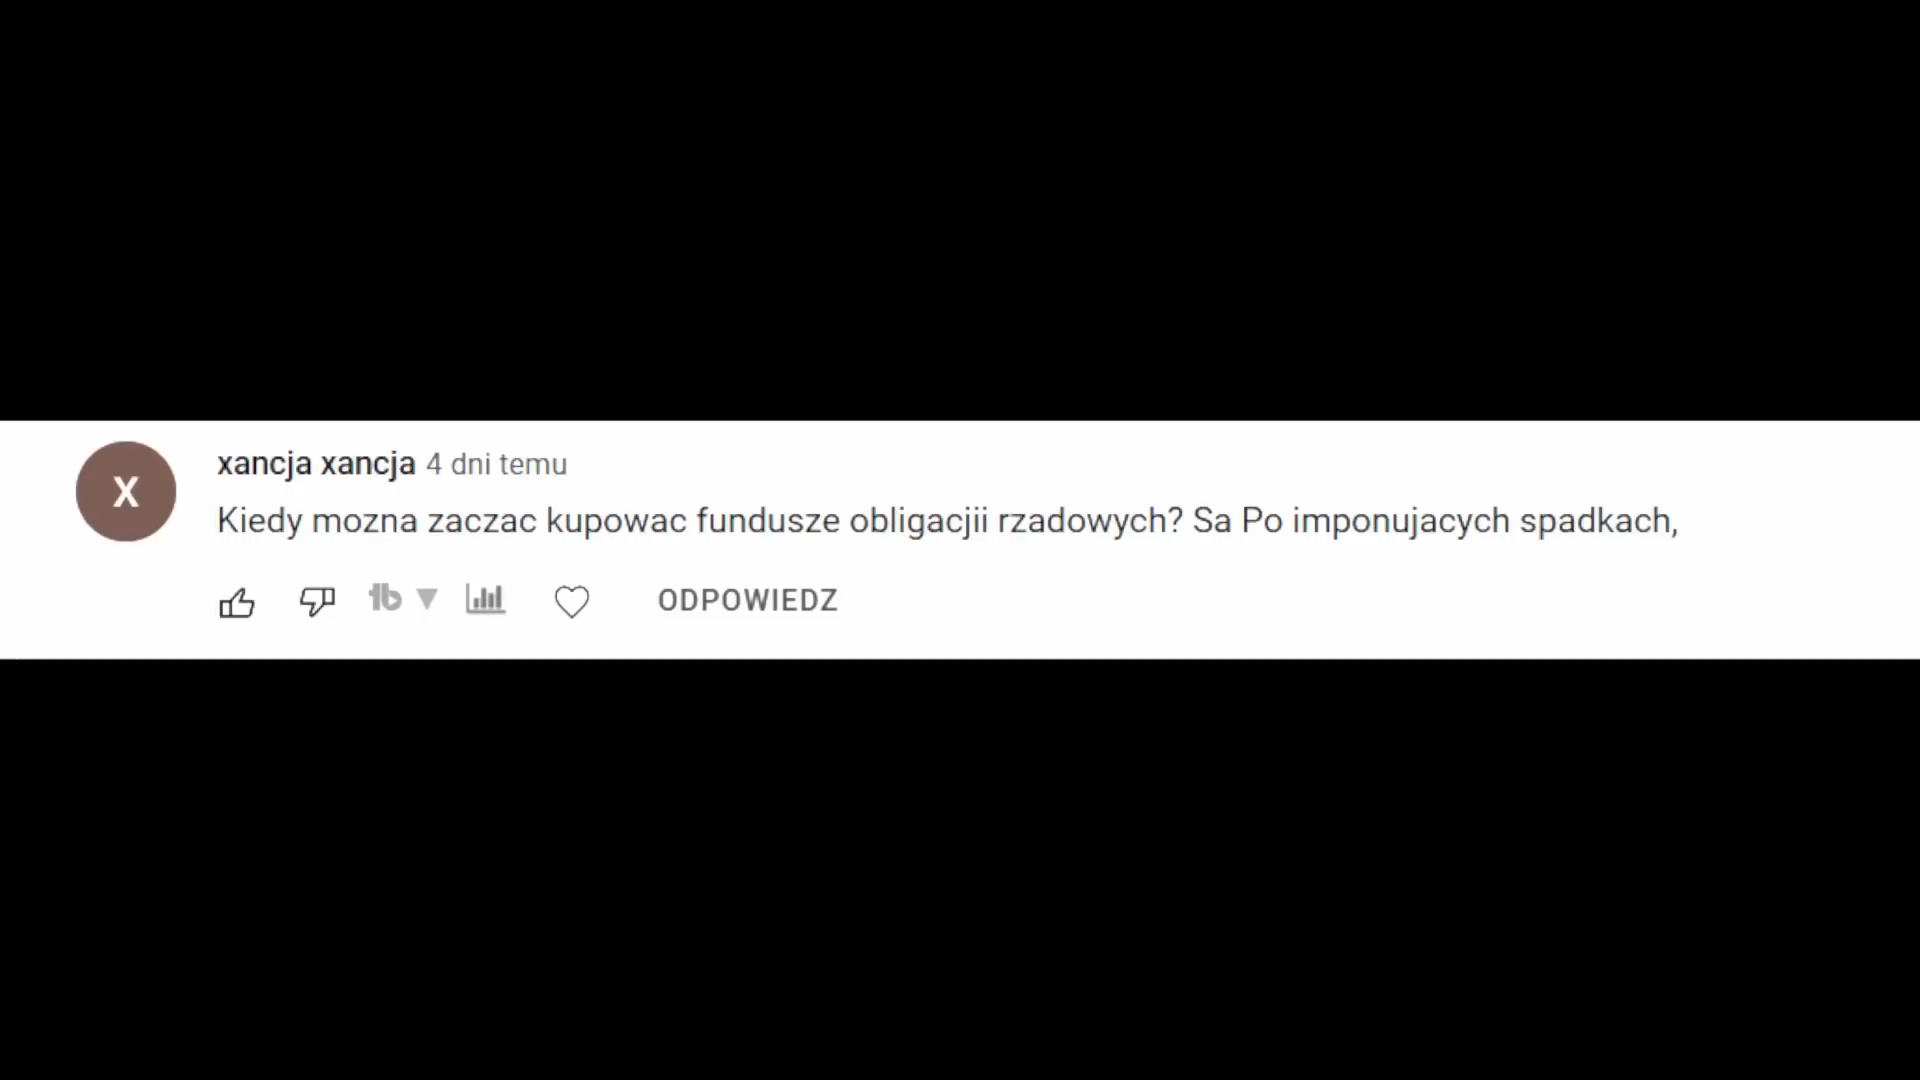 X
xancja xancja 4 dni temu
Kiedy mozna zaczac kupowac fundusze obligacjii rzadowych? Sa Po imponujacych spadkach,
ODPOWIEDZ